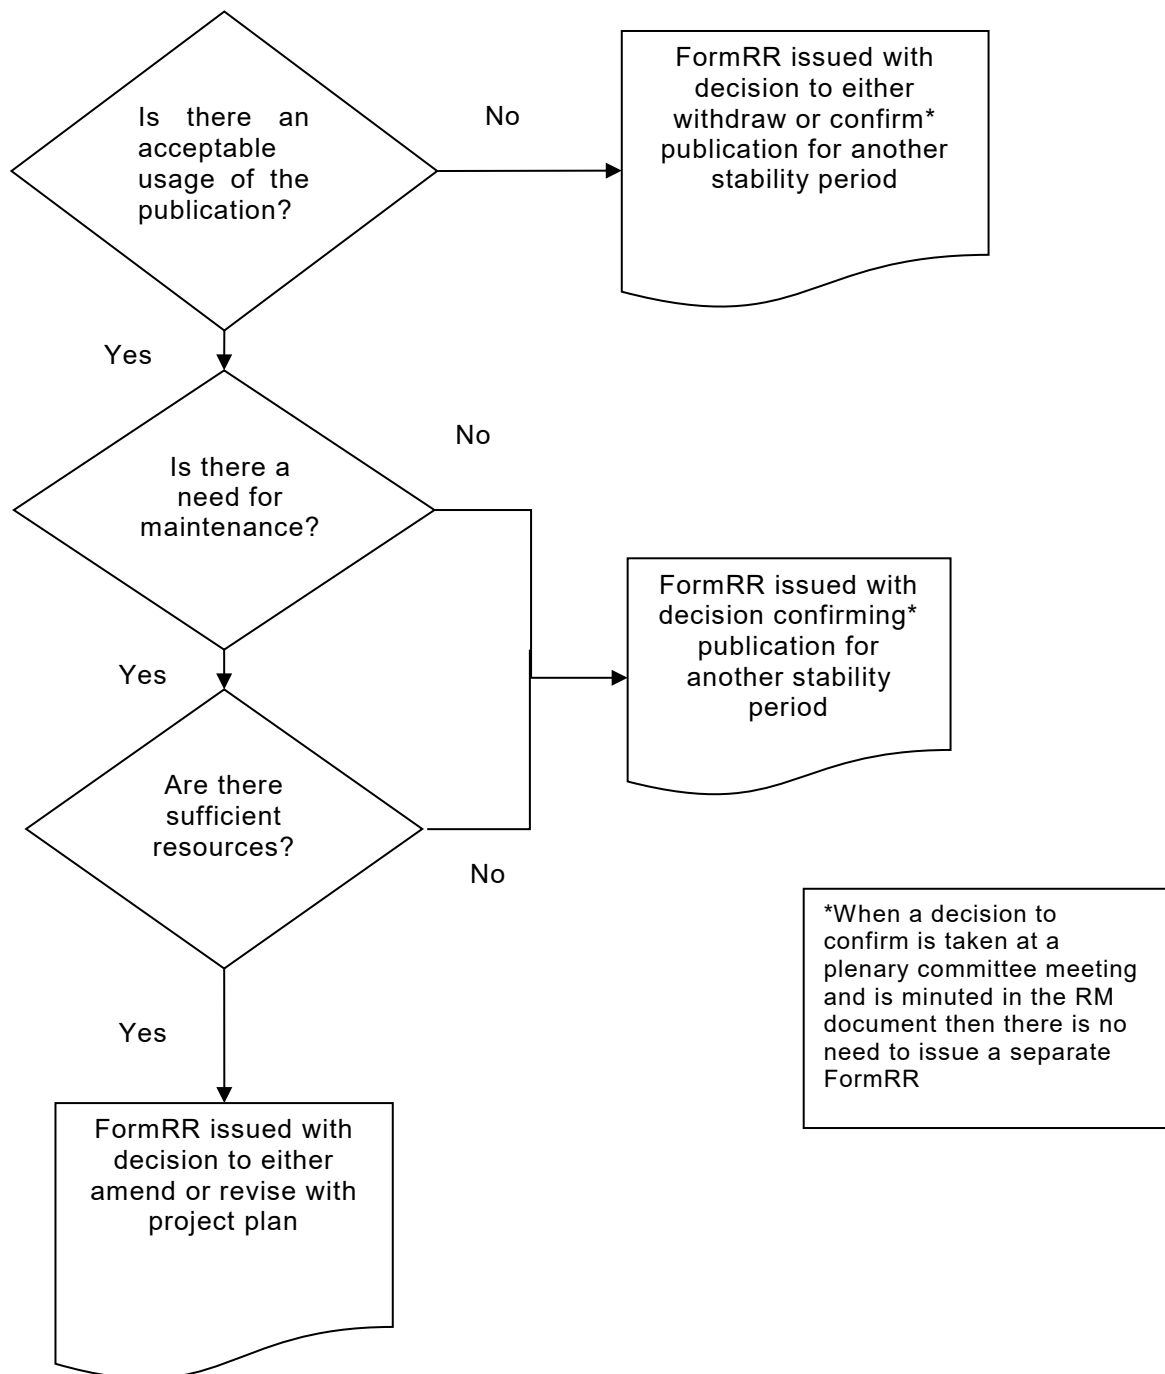 Is there an
acceptable
usage of the
publication?
No
FormRR issued with
decision to either
withdraw or confirm*
publication for another
stability period
Yes
Is there a
need for
maintenance?
No
FormRR issued with
decision confirming*
publication for
another stability
period
Yes
Are there
sufficient
resources?
No
*When a decision to
confirm is taken at a
plenary committee meeting
and is minuted in the RM
document then there is no
need to issue a separate
FormRR
Yes
FormRR issued with
decision to either
amend or revise with
project plan